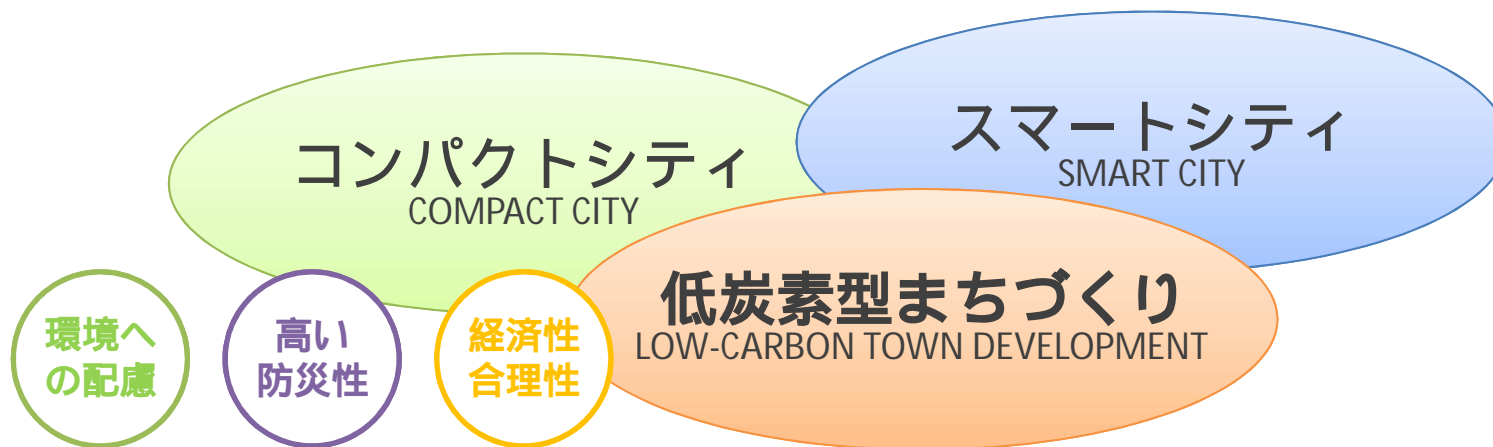 スマートシティ
SMART CITY
コンパクトシティ
COMPACT CITY
低炭素型まちづくり
LOW-CARBON TOWN DEVELOPMENT
環境へ
の配慮
高い
防災性
経済性
合理性